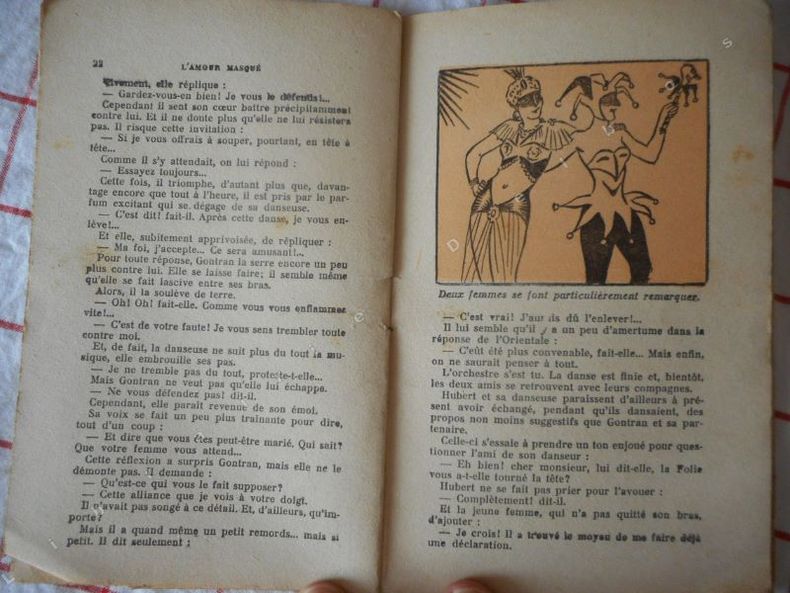 22
L'AMOUR MASQUÉ
Vivement, elle réplique :
— Gardez-vous-en bien! Je vous le défends!...
Cependant il sent son cœur battre précipitamment
contre lui. Et il ne doute plus qu'elle ne lui résistera
pas. Il risque cette invitation :
— Si je vous offrais à souper, pourtant, en tête à
tête...
Comme il s'y attendait, on lui répond :
— Essayez toujours...
Cette fois, il triomphe, d'autant plus que, davan-
tage encore que tout à l'heure, il est pris par le par-
fum excitant qui se dégage de sa danseuse.
— C'est dit! fait-il. Après cette danse, je vous en-
lève!...
Et elle, subitement apprivoisée, de répliquer :
— Ma foi, j'accepte... Ce sera amusant!...
Pour toute réponse, Gontran la serre encore un peu
plus contre lui. Elle se laisse faire; il semble même
qu'elle se fait lascive entre ses bras.
Alors, il la soulève de terre.
— Oh! Oh! fait-elle. Comme vous vous enflammez
vite!...
— C'est de votre faute! Je vous sens trembler toute
contre moi.
Et, de fait, la danseuse ne suit plus du tout la mu-
sique, elle embrouille ses pas.
— Je ne tremble pas du tout, proteste-t-elle...
Mais Gontran ne veut pas qu'elle lui échappe.
— Ne vous défendez pas! dit-il.
Cependant, elle paraît revenue de son émoi.
Sa voix se fait un peu plus traînante pour dire,
tout d'un coup :
— Et dire que vous êtes peut-être marié. Qui sait?
Que votre femme vous attend...
Cette réflexion a surpris Gontran, mais elle ne le
démonte pas. Il demande :
— Qu'est-ce qui vous le fait supposer?
— Cette alliance que je vois à votre doigt.
Il n'avait pas songé à ce détail. Et, d'ailleurs, qu'im-
porte?
Mais il a quand même un petit remords... mais si
petit. Il dit seulement :
Deux femmes se font particulièrement remarquer.
— C'est vrai! J'aurais dû l'enlever!...
Il lui semble qu'il y a un peu d'amertume dans la
réponse de l'Orientale :
— C'eût été plus convenable, fait-elle... Mais enfin,
on ne saurait penser à tout.
L'orchestre s'est tu. La danse est finie et, bientôt,
les deux amis se retrouvent avec leurs compagnes.
Hubert et sa danseuse paraissent d'ailleurs à pré-
sent avoir échangé, pendant qu'ils dansaient, des
propos non moins suggestifs que Gontran et sa par-
tenaire.
Celle-ci s'essaie à prendre un ton enjoué pour ques-
tionner l'ami de son danseur :
— Eh bien! cher monsieur, lui dit-elle, la Folie
vous a-t-elle tourné la tête?
Hubert ne se fait pas prier pour l'avouer :
— Complètement! dit-il.
Et la jeune femme, qui n'a pas quitté son bras,
d'ajouter :
— Je crois! Il a trouvé le moyen de me faire déjà
une déclaration.